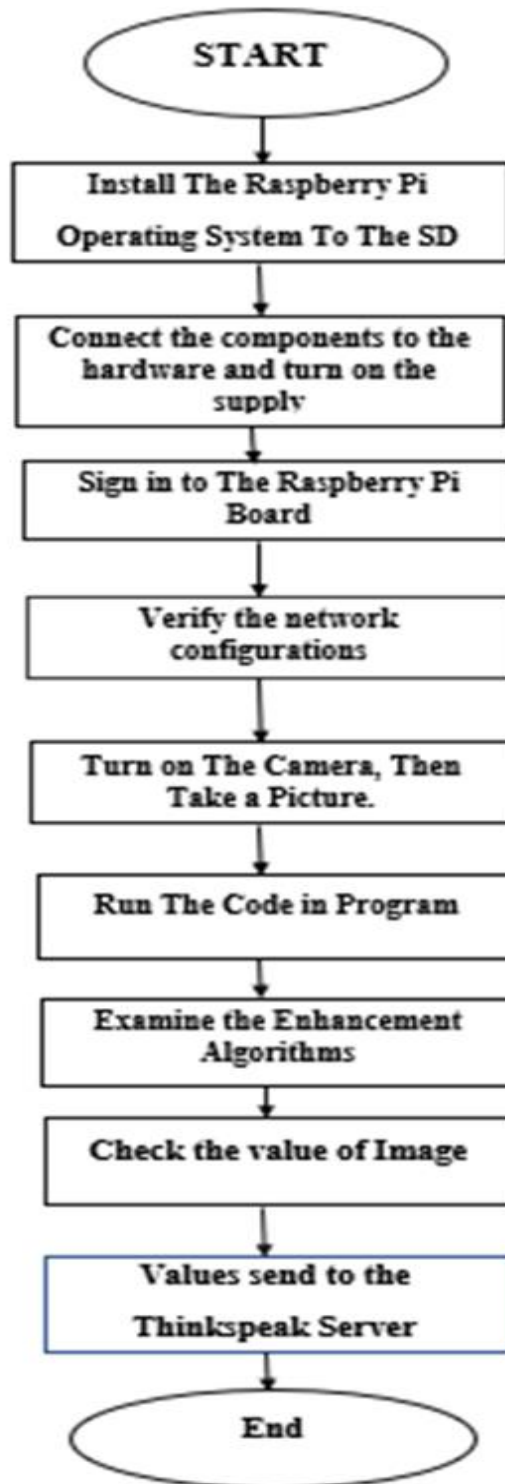 START
Install The Raspberry Pi
Operating System To The SD
Connect the components to the
hardware and turn on the
supply
Sign in to The Raspberry Pi
Board
Verify the network
configurations
Turn on The Camera, Then
Take a Picture.
Run The Code in Program
Examine the Enhancement
Algorithms
Check the value of Image
Values send to the
Thinkspeak Server
End